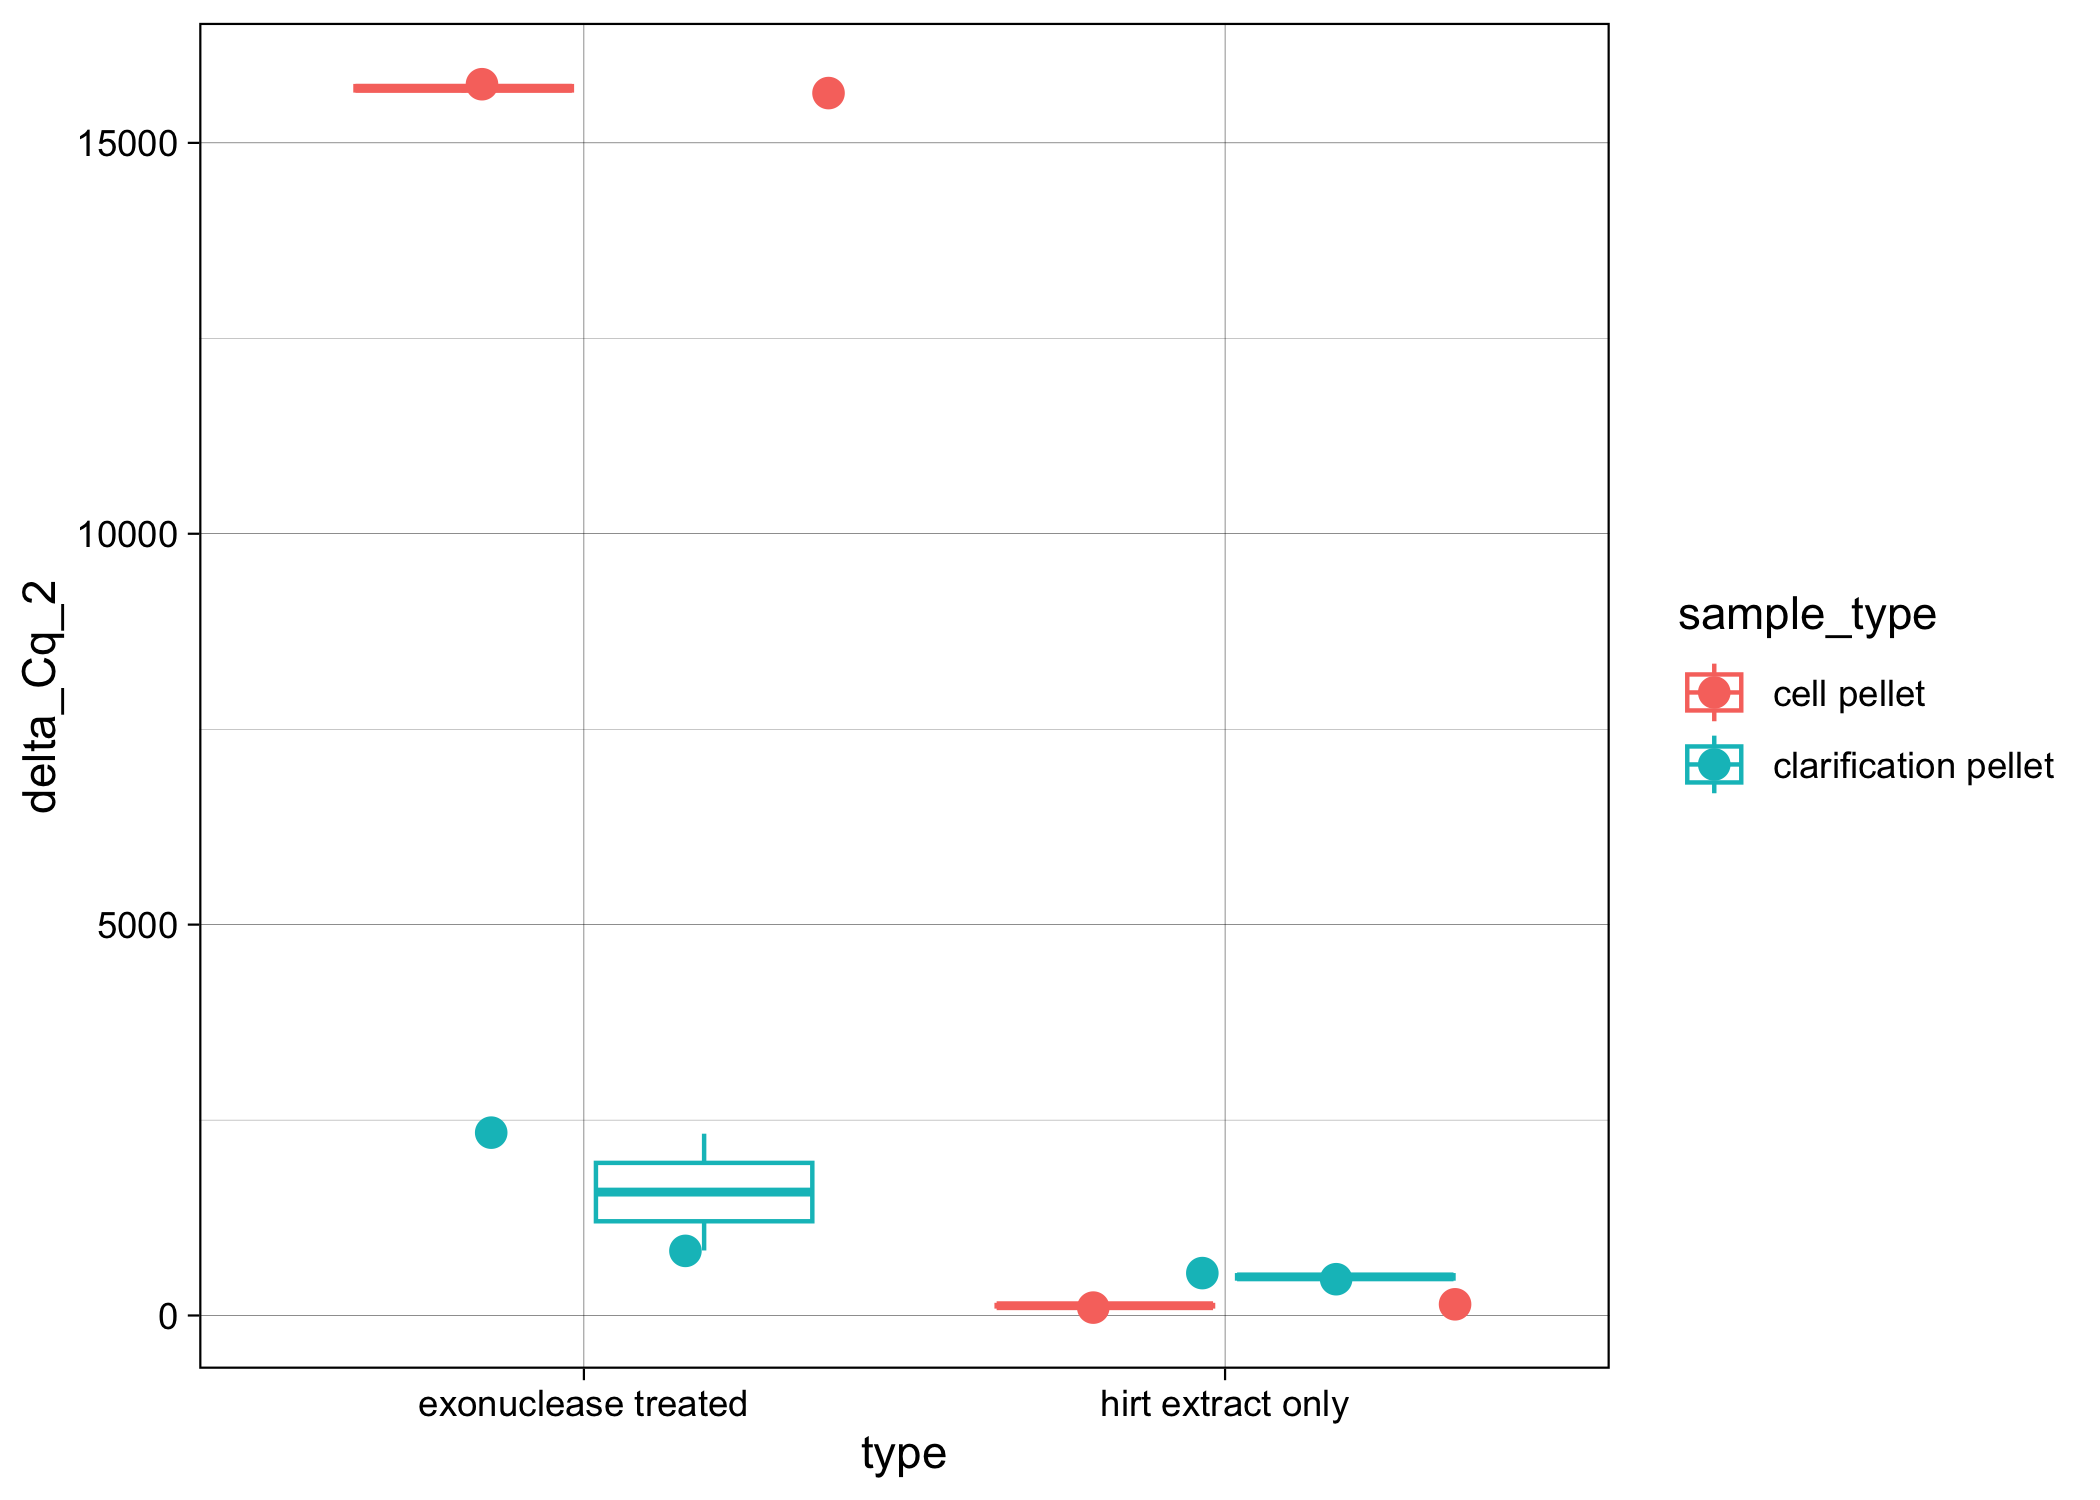 15000
10000
5000
0
delta_Cq_2
exonuclease treated
hirt extract only
type
sample_type
cell pellet
clarification pellet